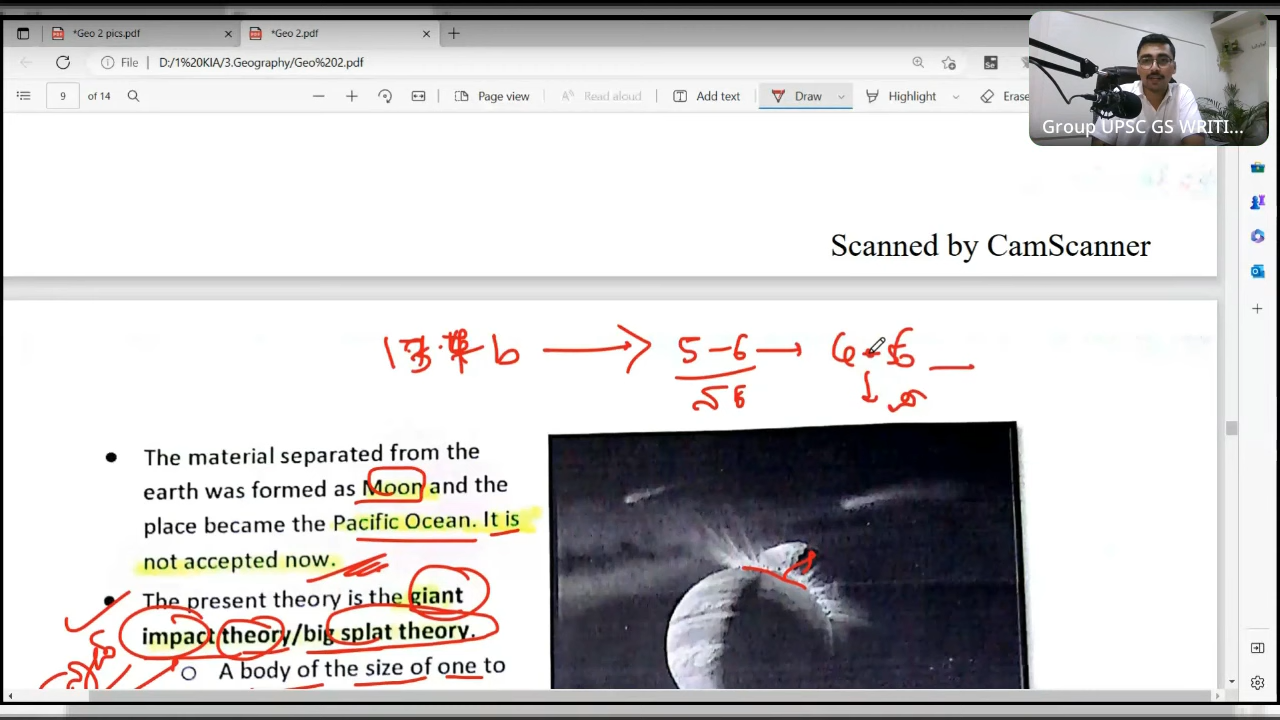 *Geo 2 pics.pdf
*Geo 2.pdf
File D:/1%20KIA/3.Geography/Geo%202.pdf
9 of 14
Page view
Read aloud
Add text
Draw
Highlight
Erase
Group UPSC GS WRITI...
Scanned by CamScanner
b 5-6
The material separated from the
earth was formed as Moon and the
place became the Pacific Ocean. It is
not accepted now.
The present theory is the giant
impact theory/big splat theory.
A body of the size of one to